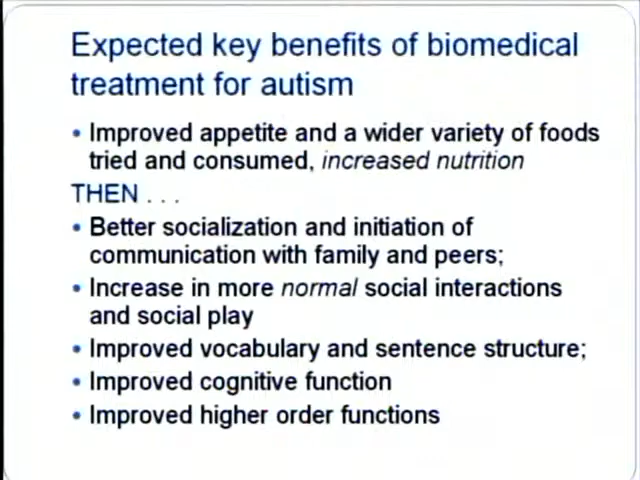 Expected key benefits of biomedical
treatment for autism
• Improved appetite and a wider variety of foods
tried and consumed, increased nutrition
THEN . . .
• Better socialization and initiation of
communication with family and peers;
• Increase in more normal social interactions
and social play
• Improved vocabulary and sentence structure;
• Improved cognitive function
• Improved higher order functions